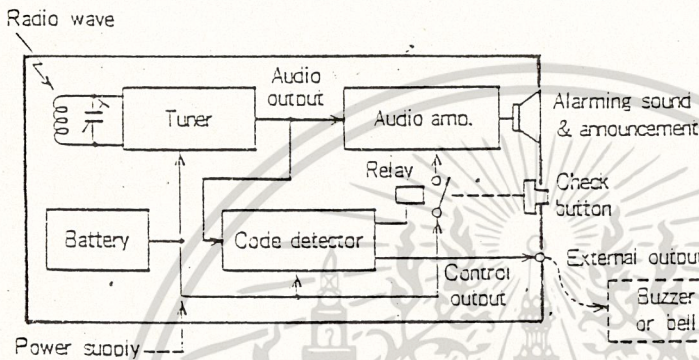 Radio wave
Audio
output
Tuner
Audio amp.
Alarming sound
& announcement
Relay
Check
button
Battery
Code detector
Control
output
External output
Buzzer
or bell
Power supply